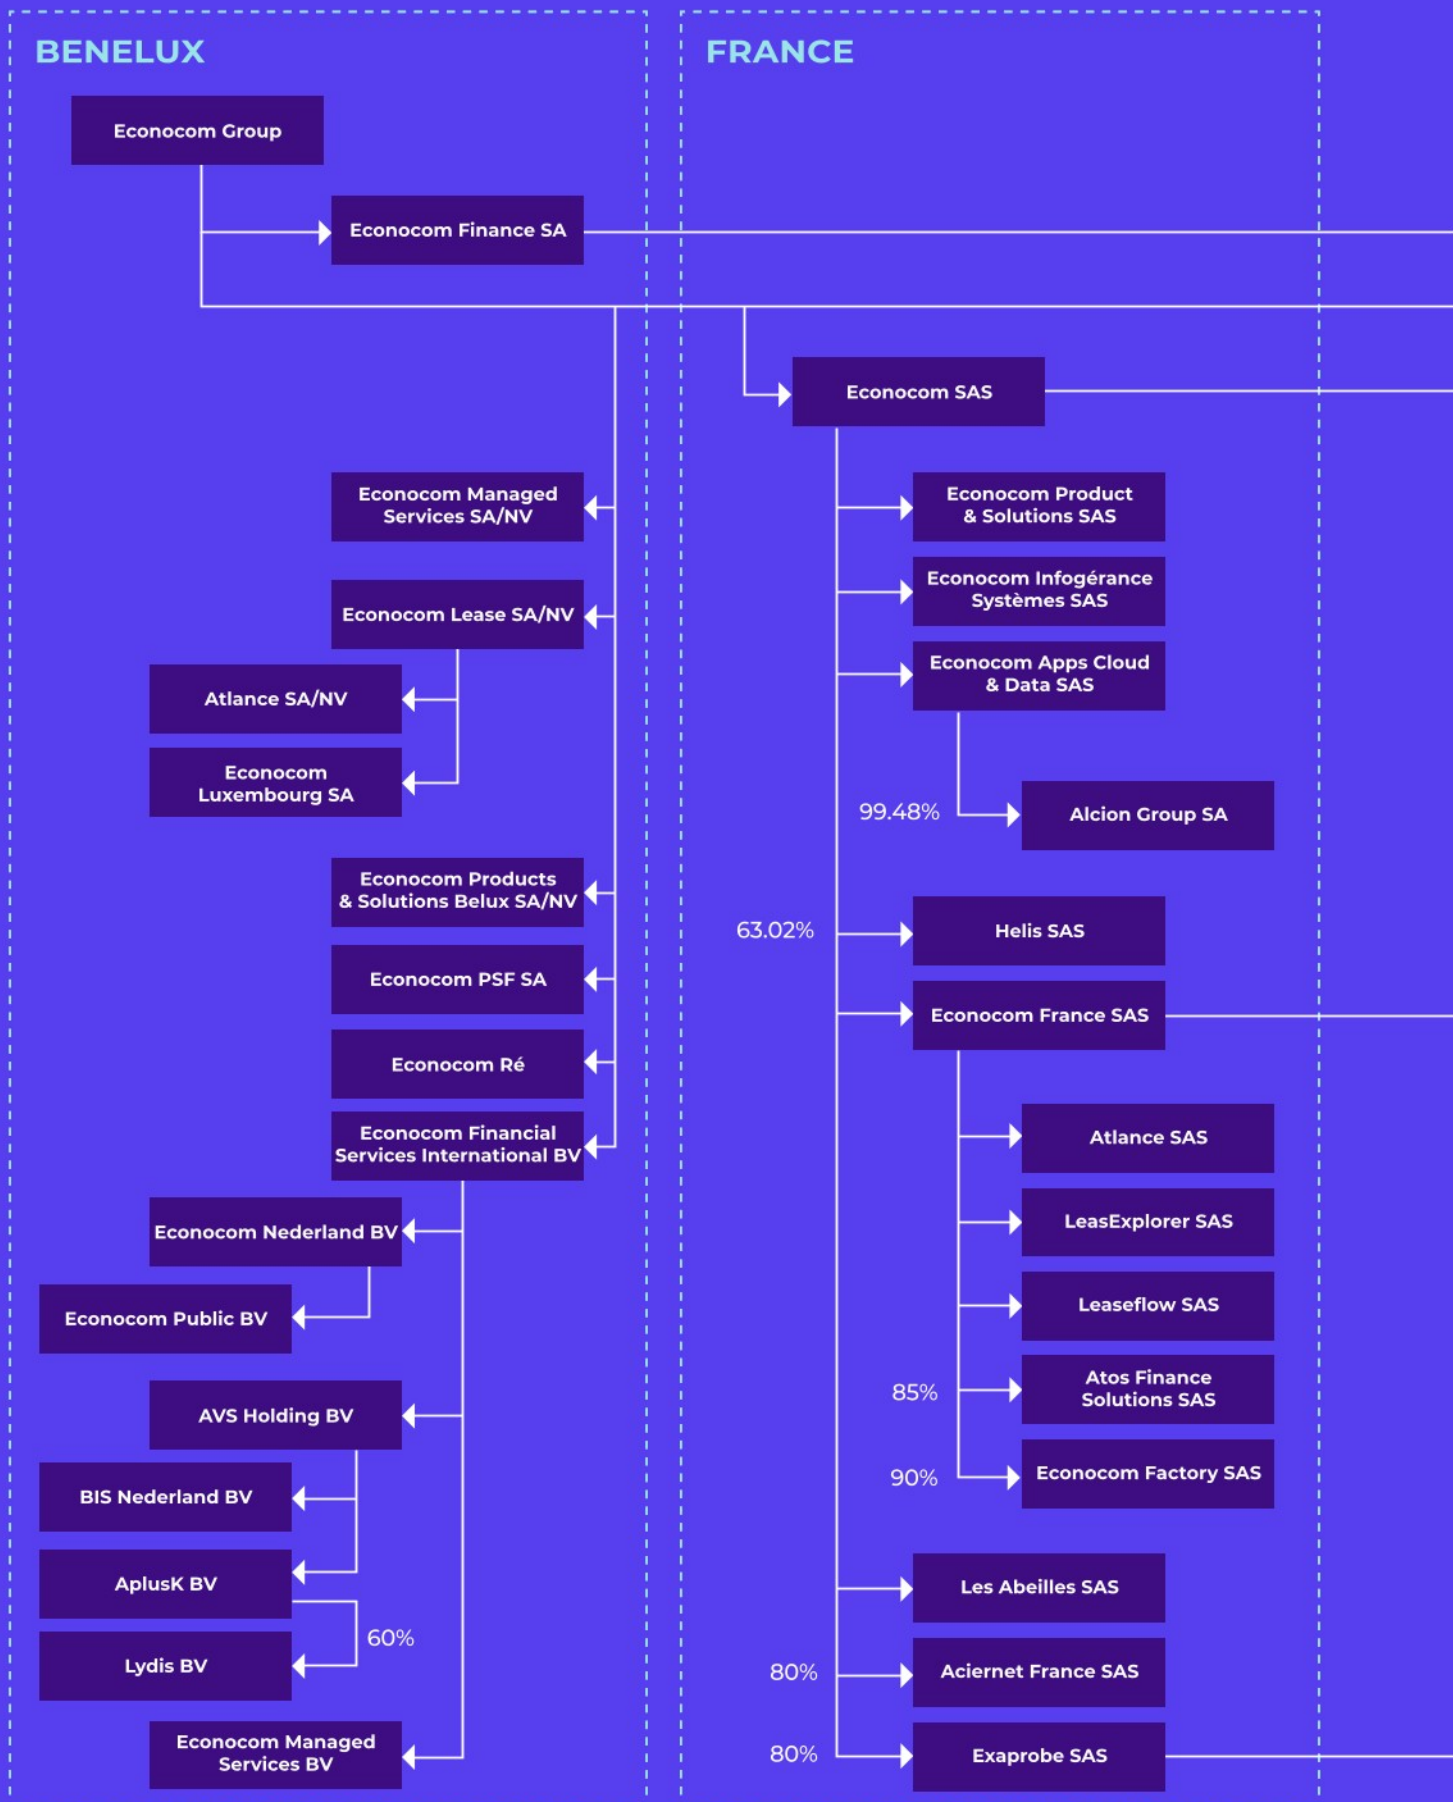 BENELUX
Econocom Group
Econocom Finance SA
Econocom Managed
Services SA/NV
Econocom Lease SA/NV
Atlance SA/NV
Econocom
Luxembourg SA
Econocom Products
& Solutions Belux SA/NV
Econocom PSF SA
Econocom Ré
Econocom Financial
Services International BV
Econocom Nederland BV
Econocom Public BV
AVS Holding BV
BIS Nederland BV
AplusK BV
60%
Lydis BV
Econocom Managed
Services BV
FRANCE
Econocom SAS
Econocom Product
& Solutions SAS
Econocom Infogérance
Systèmes SAS
Econocom Apps Cloud
& Data SAS
99.48%
Alcion Group SA
63.02%
Helis SAS
Econocom France SAS
Atlance SAS
LeasExplorer SAS
Leaseflow SAS
85%
Atos Finance
Solutions SAS
90%
Econocom Factory SAS
Les Abeilles SAS
80%
Aciernet France SAS
80%
Exaprobe SAS